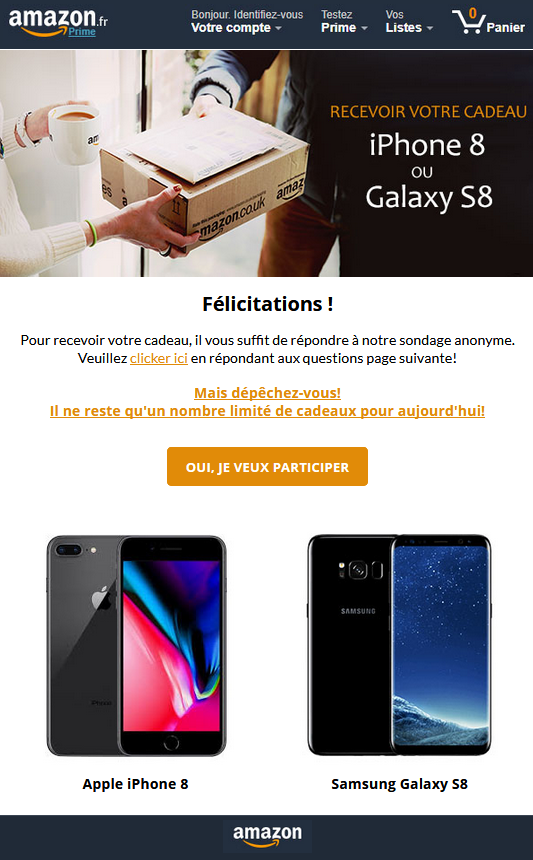 amazon.fr
Prime
Bonjour. Identifiez-vous
Votre compte
Testez
Prime
Vos
Listes
0
Panier
RECEVOIR VOTRE CADEAU
iPhone 8
OU
Galaxy S8
amazon.co.uk
amaz
Félicitations !
Pour recevoir votre cadeau, il vous suffit de répondre à notre sondage anonyme.
Veuillez clicker ici en répondant aux questions page suivante!
Mais dépêchez-vous!
Il ne reste qu'un nombre limité de cadeaux pour aujourd'hui!
OUI, JE VEUX PARTICIPER
iPhone
SAMSUNG
Apple iPhone 8
Samsung Galaxy S8
amazon